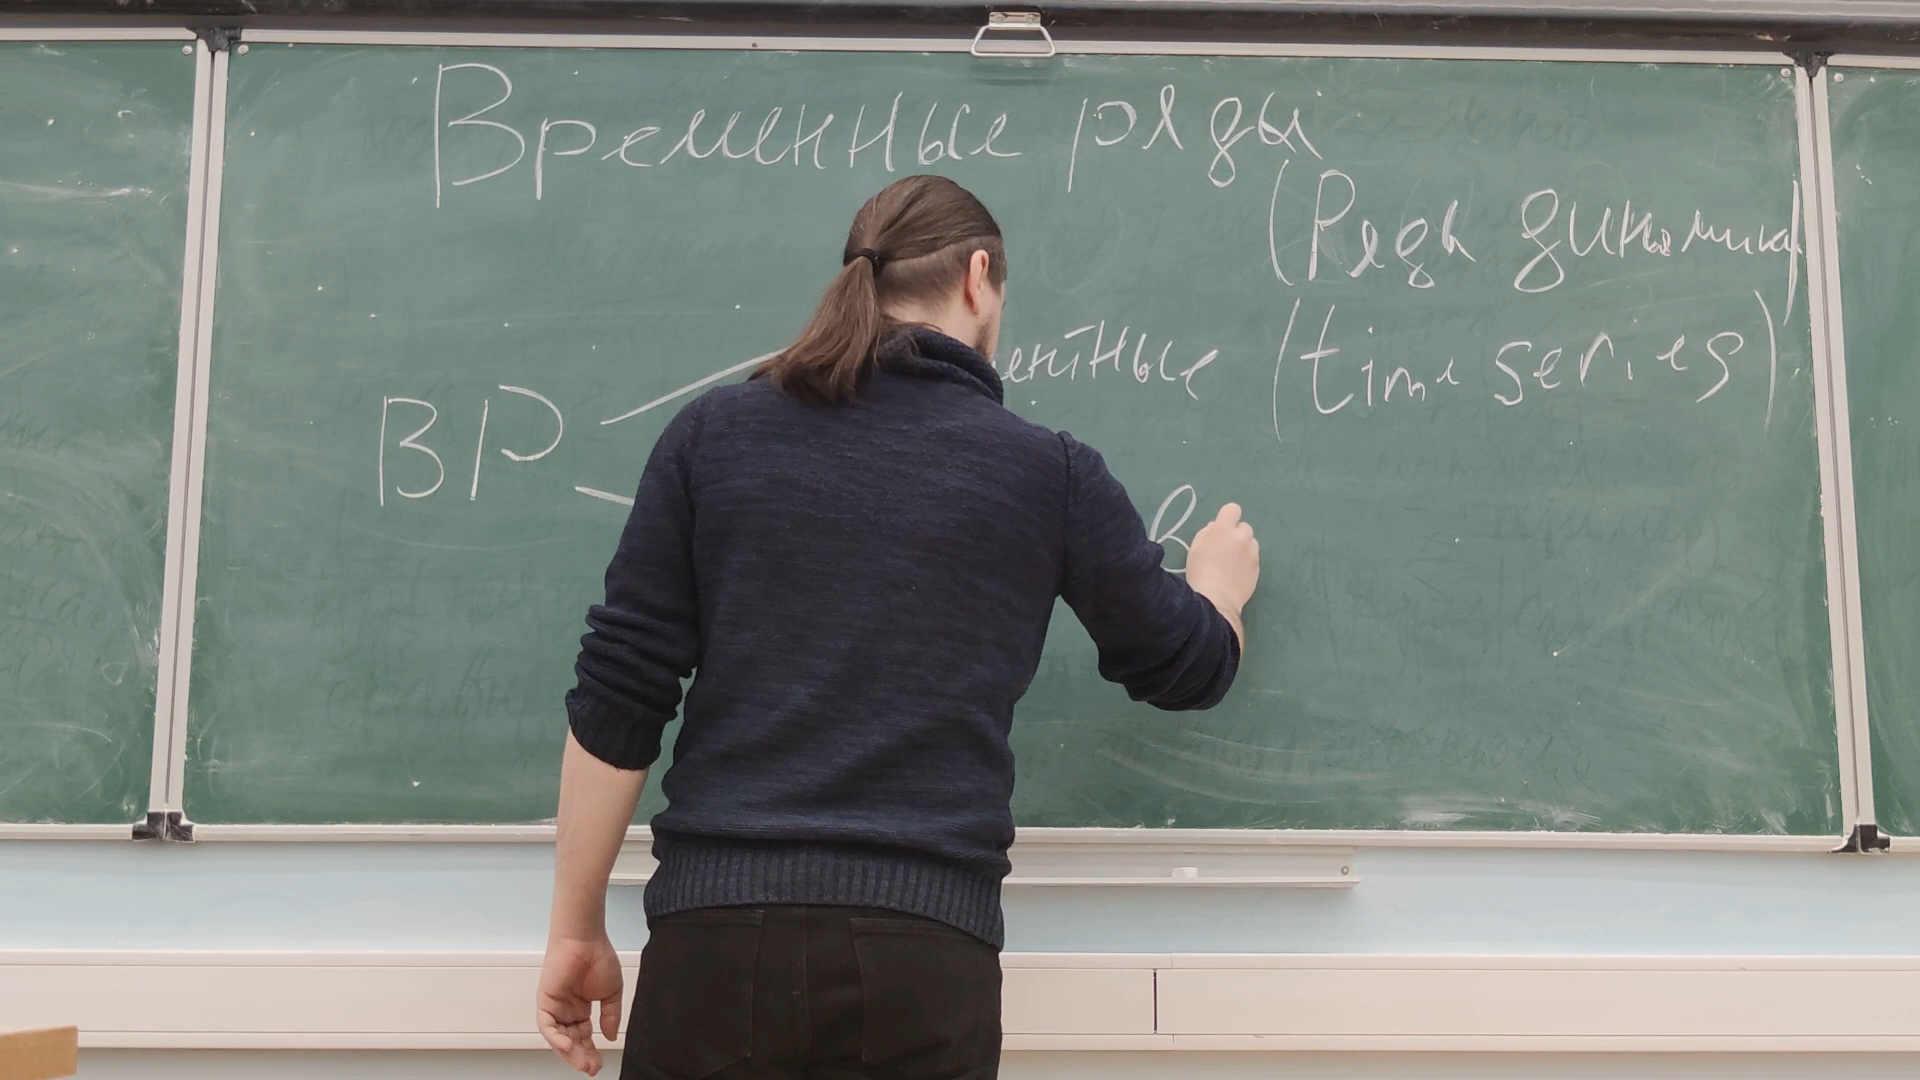 Временные ряды
(Ряды динамики)
(time series)
ВР